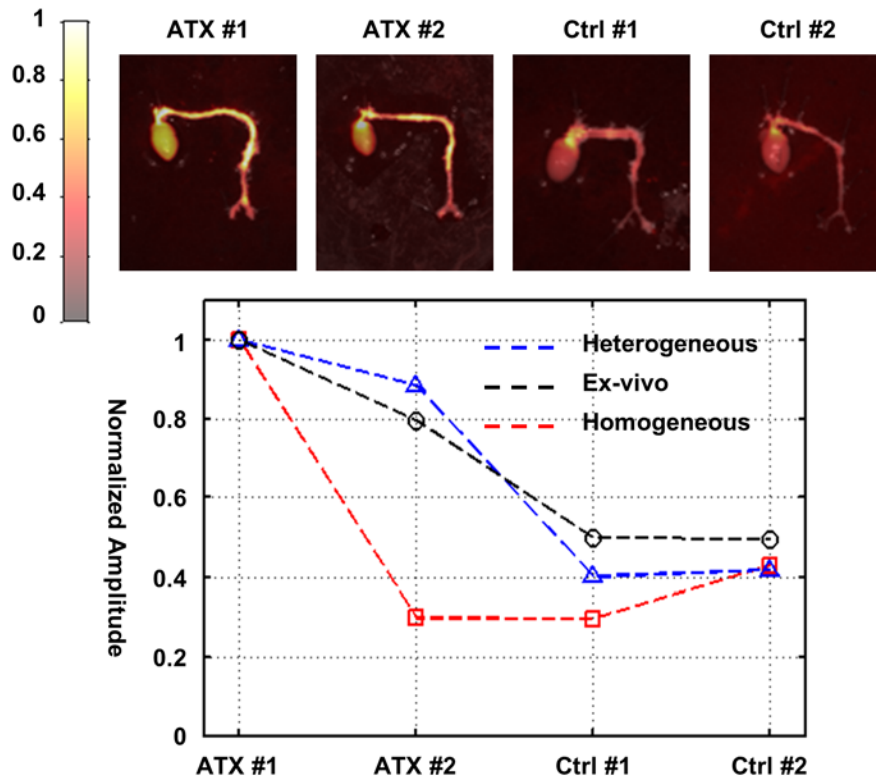 ATX #1 ATX #2 Ctrl #1 Ctrl #2
1
0.8
0.6
0.4
0.2
0
Normalized Amplitude
1
0.8
0.6
0.4
0.2
0
Heterogeneous
Ex-vivo
Homogeneous
ATX #1 ATX #2 Ctrl #1 Ctrl #2